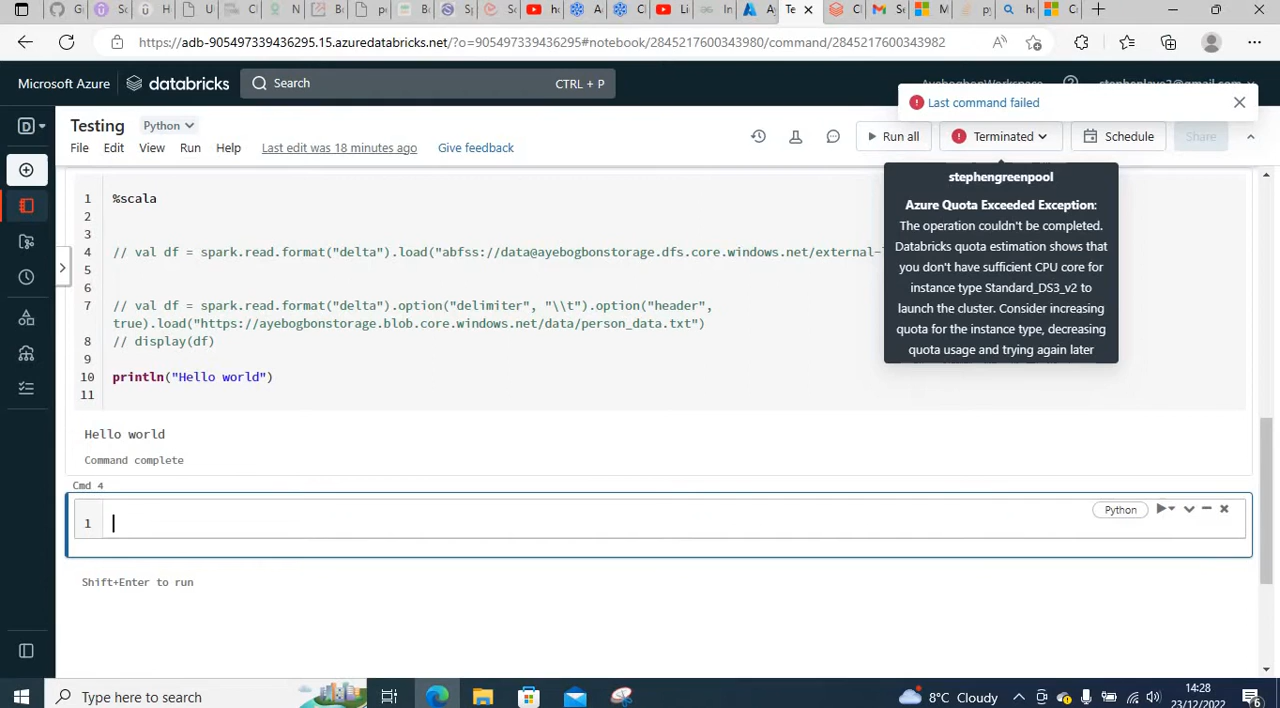 https://adb-905497339436295.15.azuredatabricks.net/?o=905497339436295#notebook/2845217600343980/command/2845217600343982
Microsoft Azure databricks Search CTRL + P
Last command failed
Testing Python
Run all Terminated Schedule Share
File Edit View Run Help Last edit was 18 minutes ago Give feedback
stephengreenpool
Azure Quota Exceeded Exception:
The operation couldn't be completed.
Databricks quota estimation shows that
you don't have sufficient CPU core for
instance type Standard_DS3_v2 to
launch the cluster. Consider increasing
quota for the instance type, decreasing
quota usage and trying again later
1 %scala
2
3
4 // val df = spark.read.format("delta").load("abfss://data@ayebogbonstorage.dfs.core.windows.net/external-
5
6
7 // val df = spark.read.format("delta").option("delimiter", "\\t").option("header",
true).load("https://ayebogbonstorage.blob.core.windows.net/data/person_data.txt")
8 // display(df)
9
10 println("Hello world")
11
Hello world
Command complete
Cmd 4
1
Python
Shift+Enter to run
Type here to search
8°C Cloudy
14:28
23/12/2022
6